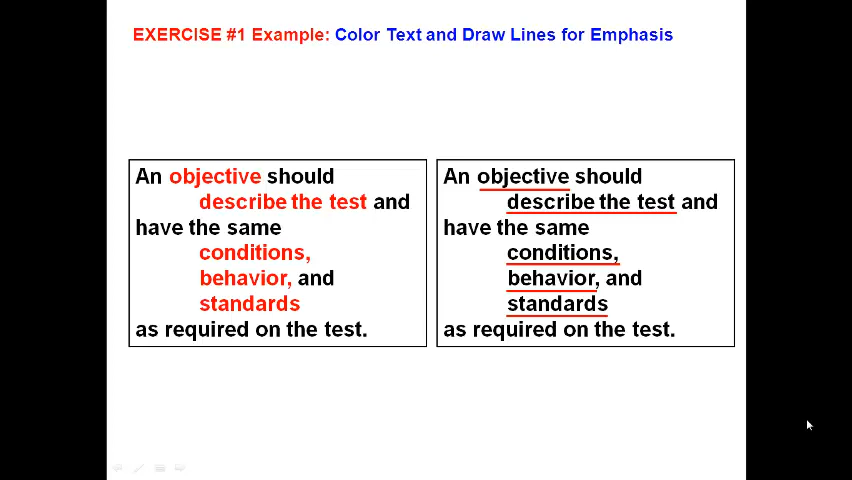 EXERCISE #1 Example: Color Text and Draw Lines for Emphasis
An objective should
describe the test and
have the same
conditions,
behavior, and
standards
as required on the test.
An objective should
describe the test and
have the same
conditions,
behavior, and
standards
as required on the test.